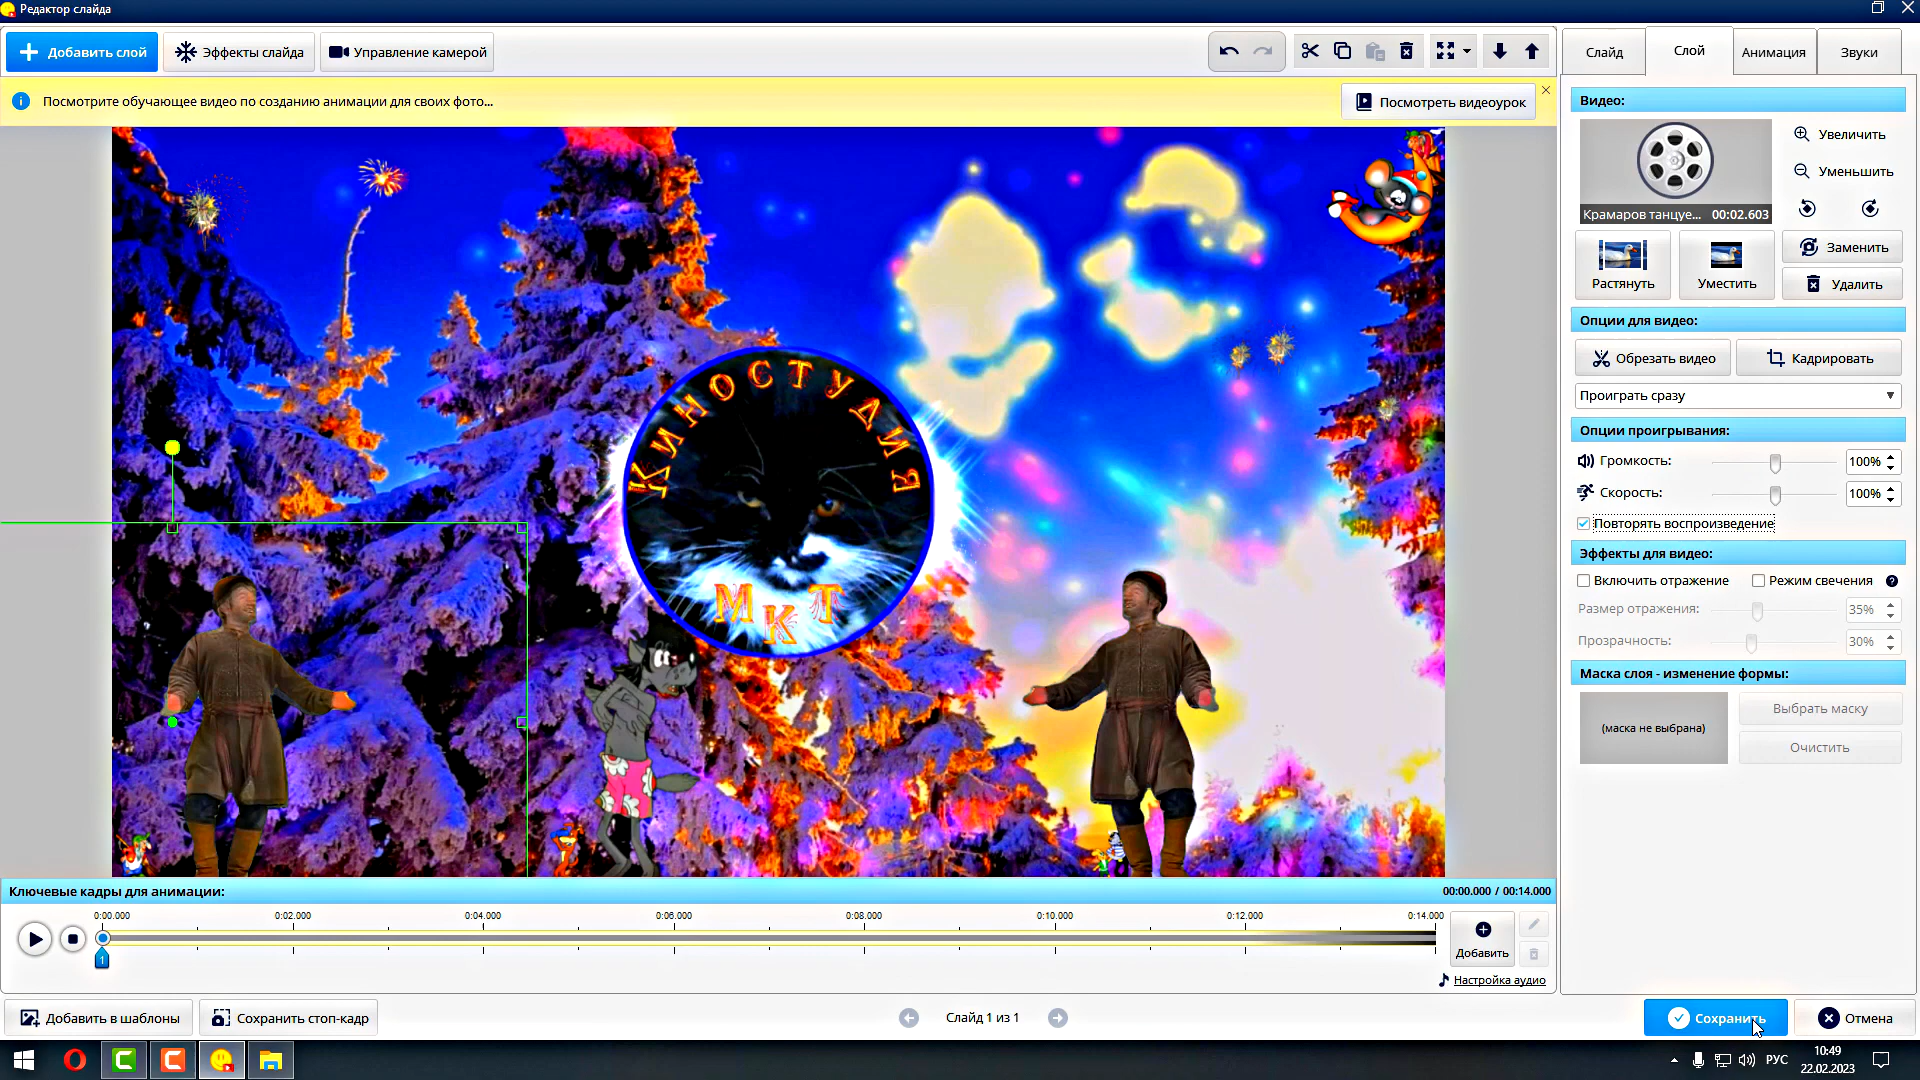 Редактор слайда
Добавить слой
Эффекты слайда
Управление камерой
Слайд
Слой
Анимация
Звуки
Посмотрите обучающее видео по созданию анимации для своих фото...
Посмотреть видеоурок
Видео:
Крамаров танцуе... 00:02.603
Увеличить
Уменьшить
Растянуть
Уместить
Заменить
Удалить
Опции для видео:
Обрезать видео
Кадрировать
Проиграть сразу
Опции проигрывания:
Громкость: 100%
Скорость: 100%
Повторять воспроизведение
Эффекты для видео:
Включить отражение
Режим свечения
Размер отражения: 35%
Прозрачность: 30%
Маска слоя - изменение формы:
(маска не выбрана)
Выбрать маску
Очистить
КИНОСТУДИЯ
МКТ
Ключевые кадры для анимации:
00:00.000 / 00:14.000
0:00.000 0:02.000 0:04.000 0:06.000 0:08.000 0:10.000 0:12.000 0:14.000
1
Добавить
Настройка аудио
Добавить в шаблоны
Сохранить стоп-кадр
Слайд 1 из 1
Сохранить
Отмена
РУС
10:49
22.02.2023